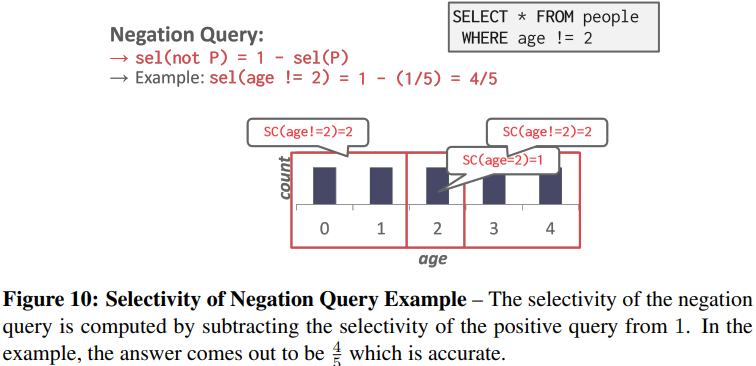 Negation Query:
→ sel(not P) = 1 - sel(P)
→ Example: sel(age != 2) = 1 - (1/5) = 4/5
SELECT * FROM people
WHERE age != 2
SC(age!=2)=2
SC(age!=2)=2
SC(age=2)=1
count
0 1 2 3 4
age
Figure 10: Selectivity of Negation Query Example – The selectivity of the negation
query is computed by subtracting the selectivity of the positive query from 1. In the
example, the answer comes out to be 4/5 which is accurate.